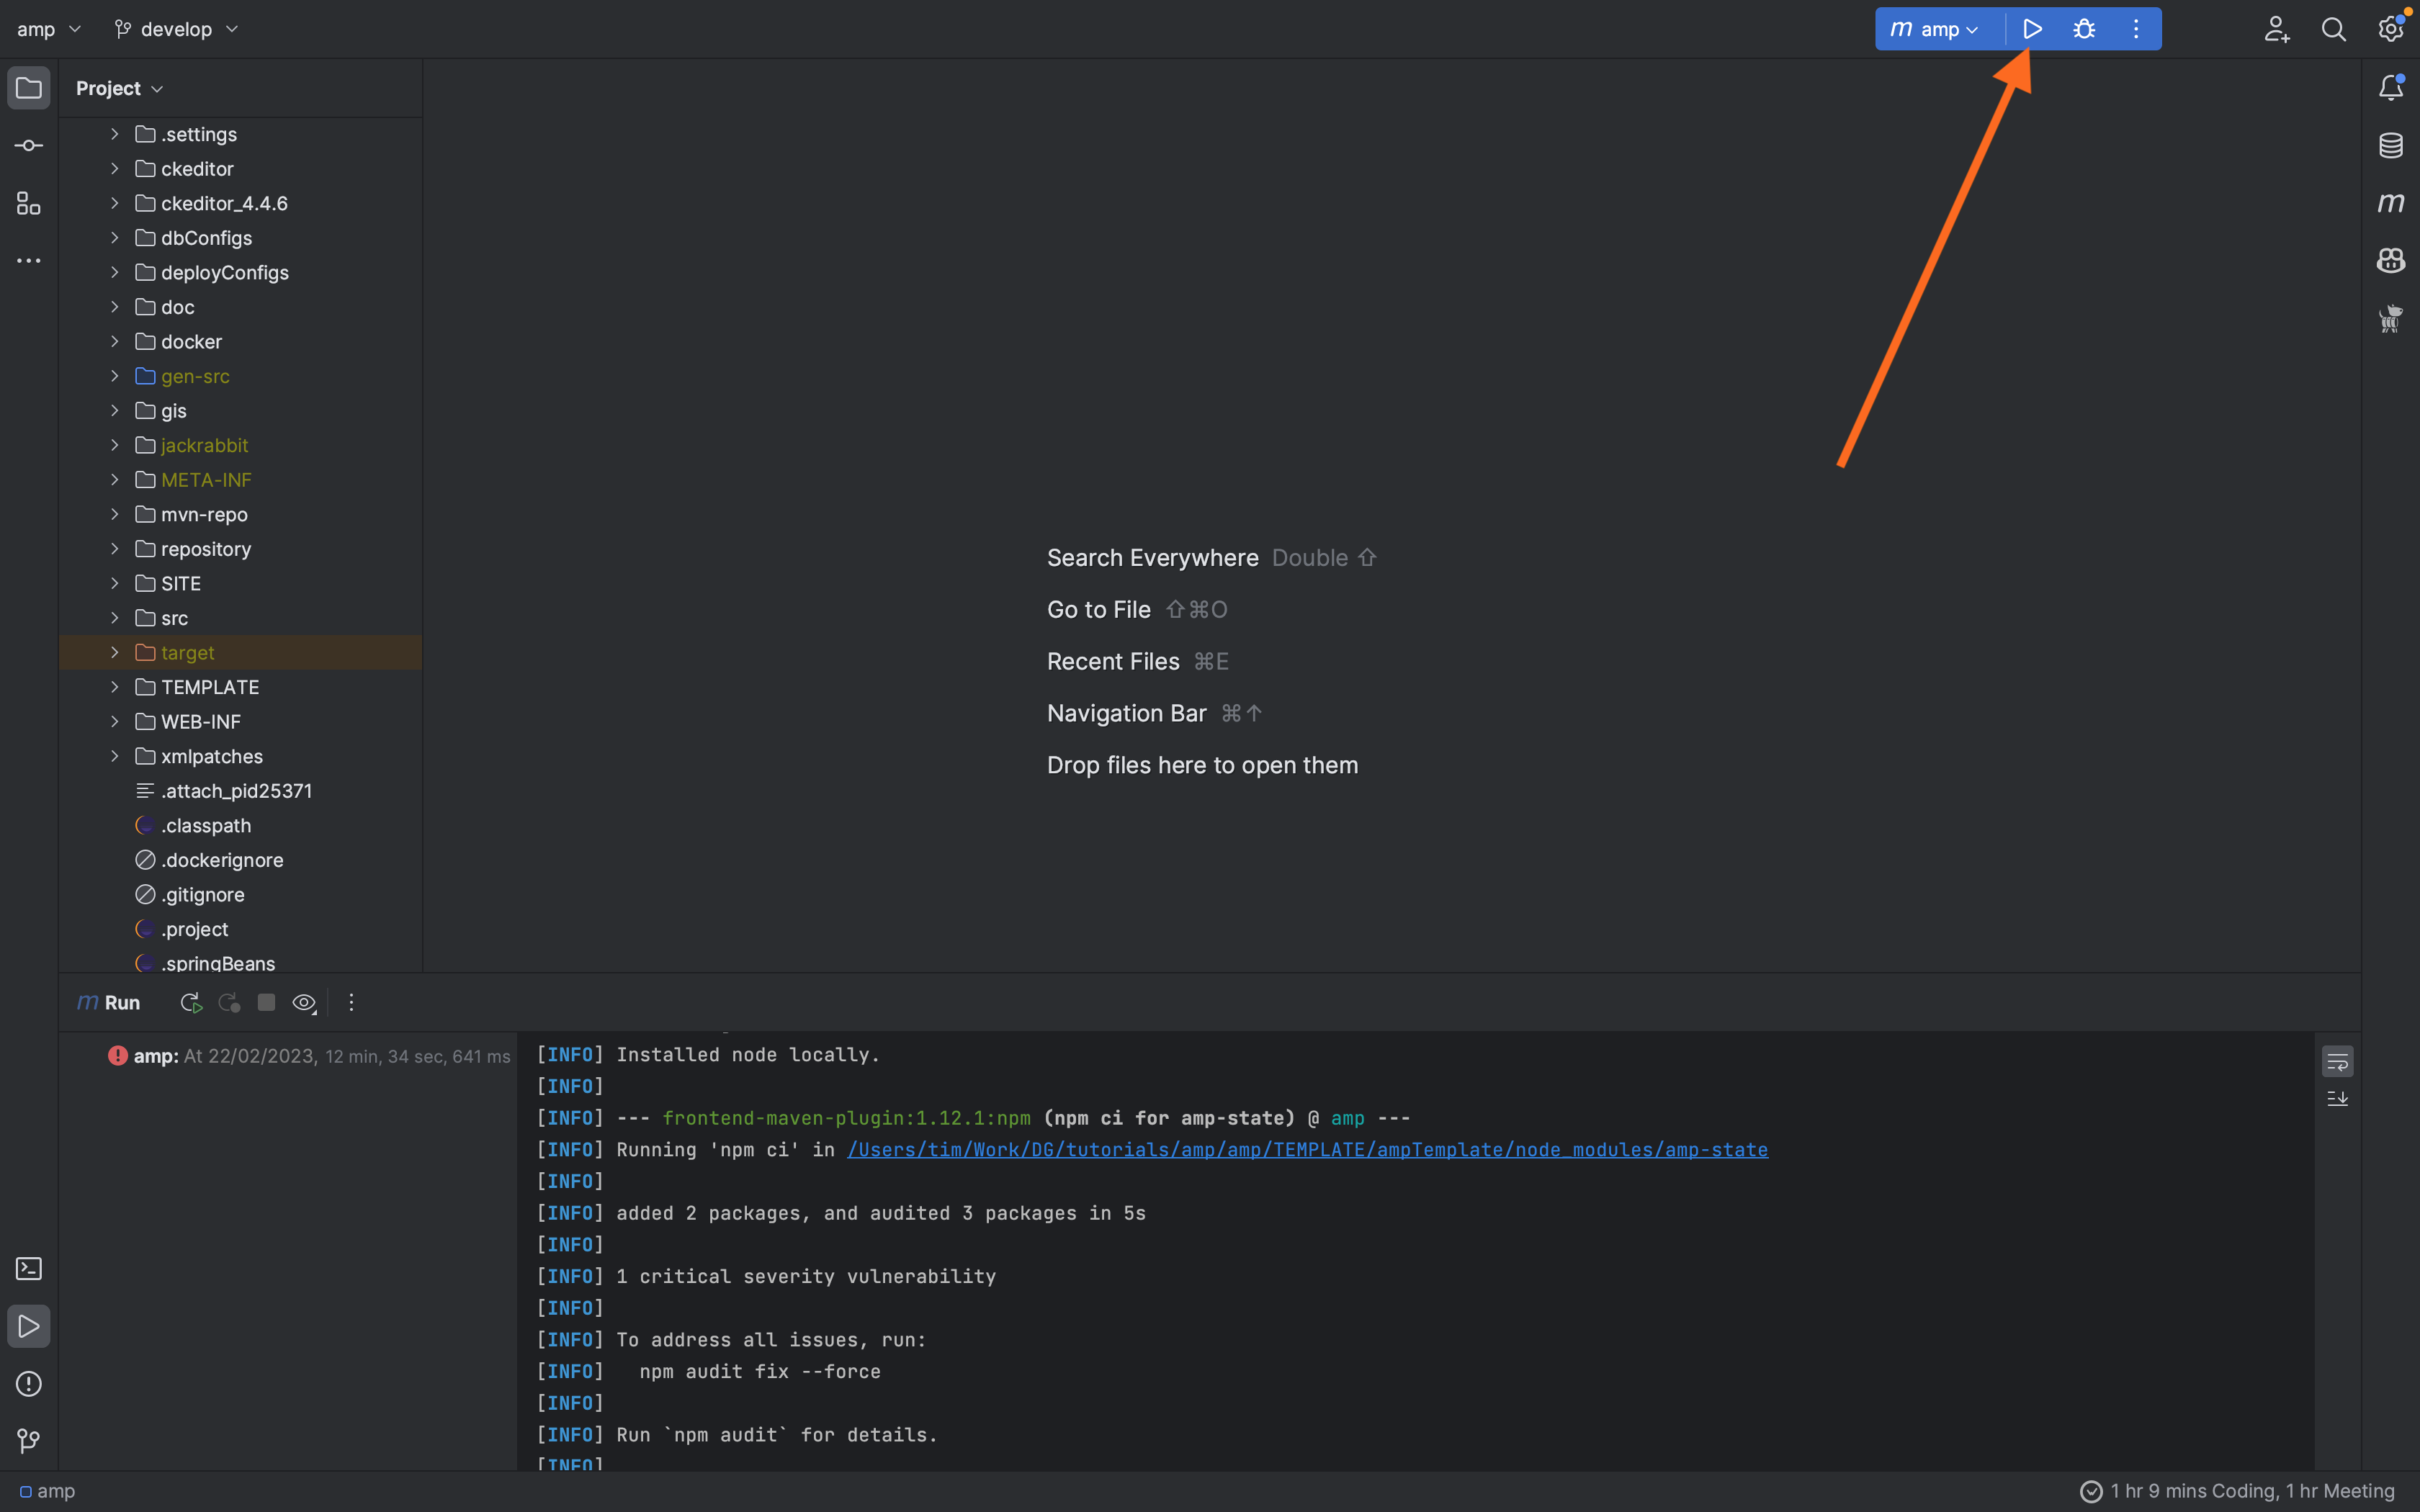 amp
develop
m amp
Project
.settings
ckeditor
ckeditor_4.4.6
dbConfigs
deployConfigs
doc
docker
gen-src
gis
jackrabbit
META-INF
mvn-repo
repository
SITE
src
target
TEMPLATE
WEB-INF
xmlpatches
.attach_pid25371
.classpath
.dockerignore
.gitignore
.project
.springBeans
Search Everywhere Double ⇧
Go to File ⇧⌘O
Recent Files ⌘E
Navigation Bar ⌘↑
Drop files here to open them
m
m Run
amp: At 22/02/2023, 12 min, 34 sec, 641 ms
[INFO] Installed node locally.
[INFO]
[INFO] --- frontend-maven-plugin:1.12.1:npm (npm ci for amp-state) @ amp ---
[INFO] Running 'npm ci' in /Users/tim/Work/DG/tutorials/amp/amp/TEMPLATE/ampTemplate/node_modules/amp-state
[INFO]
[INFO] added 2 packages, and audited 3 packages in 5s
[INFO]
[INFO] 1 critical severity vulnerability
[INFO]
[INFO] To address all issues, run:
[INFO]   npm audit fix --force
[INFO]
[INFO] Run `npm audit` for details.
[INFO]
amp
1 hr 9 mins Coding, 1 hr Meeting